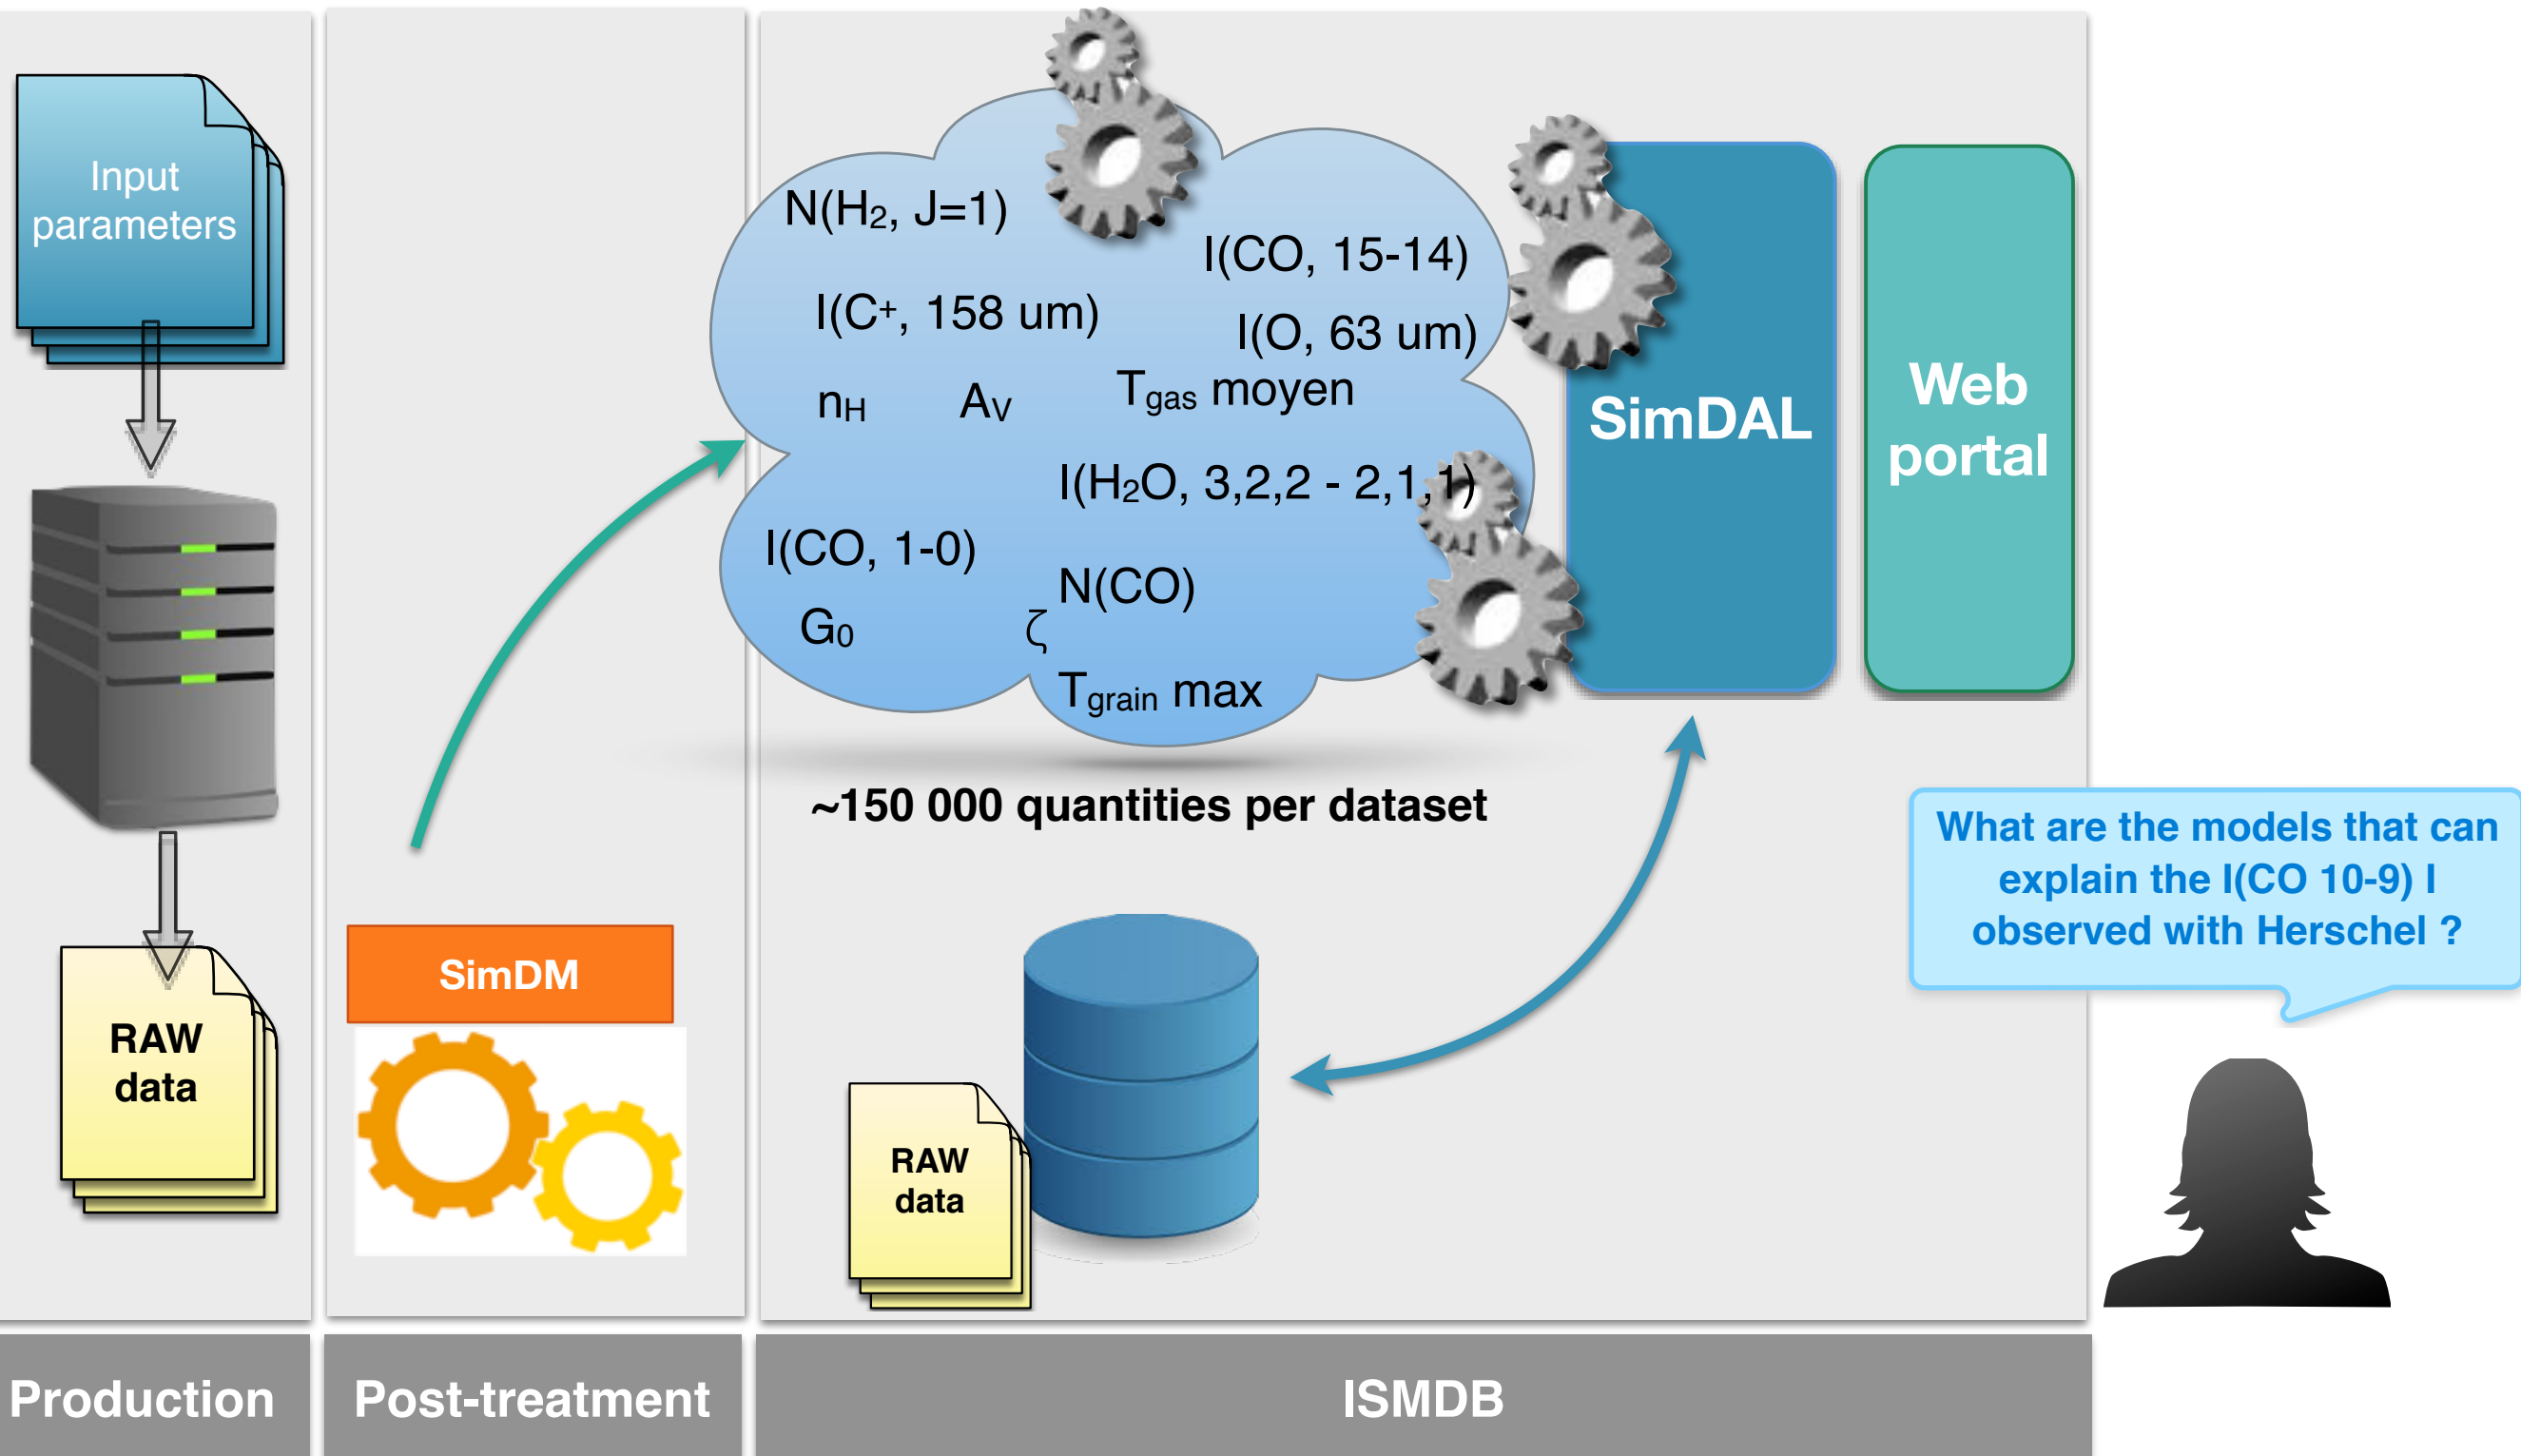 Input
parameters
RAW
data
SimDM
N(H₂, J=1)
I(CO, 15-14)
I(C⁺, 158 um)
I(O, 63 um)
nH
AV
Tgas moyen
I(H₂O, 3,2,2 - 2,1,1)
I(CO, 1-0)
N(CO)
G₀
ζ
Tgrain max
~150 000 quantities per dataset
RAW
data
SimDAL
Web
portal
What are the models that can
explain the I(CO 10-9) I
observed with Herschel ?
Production
Post-treatment
ISMDB